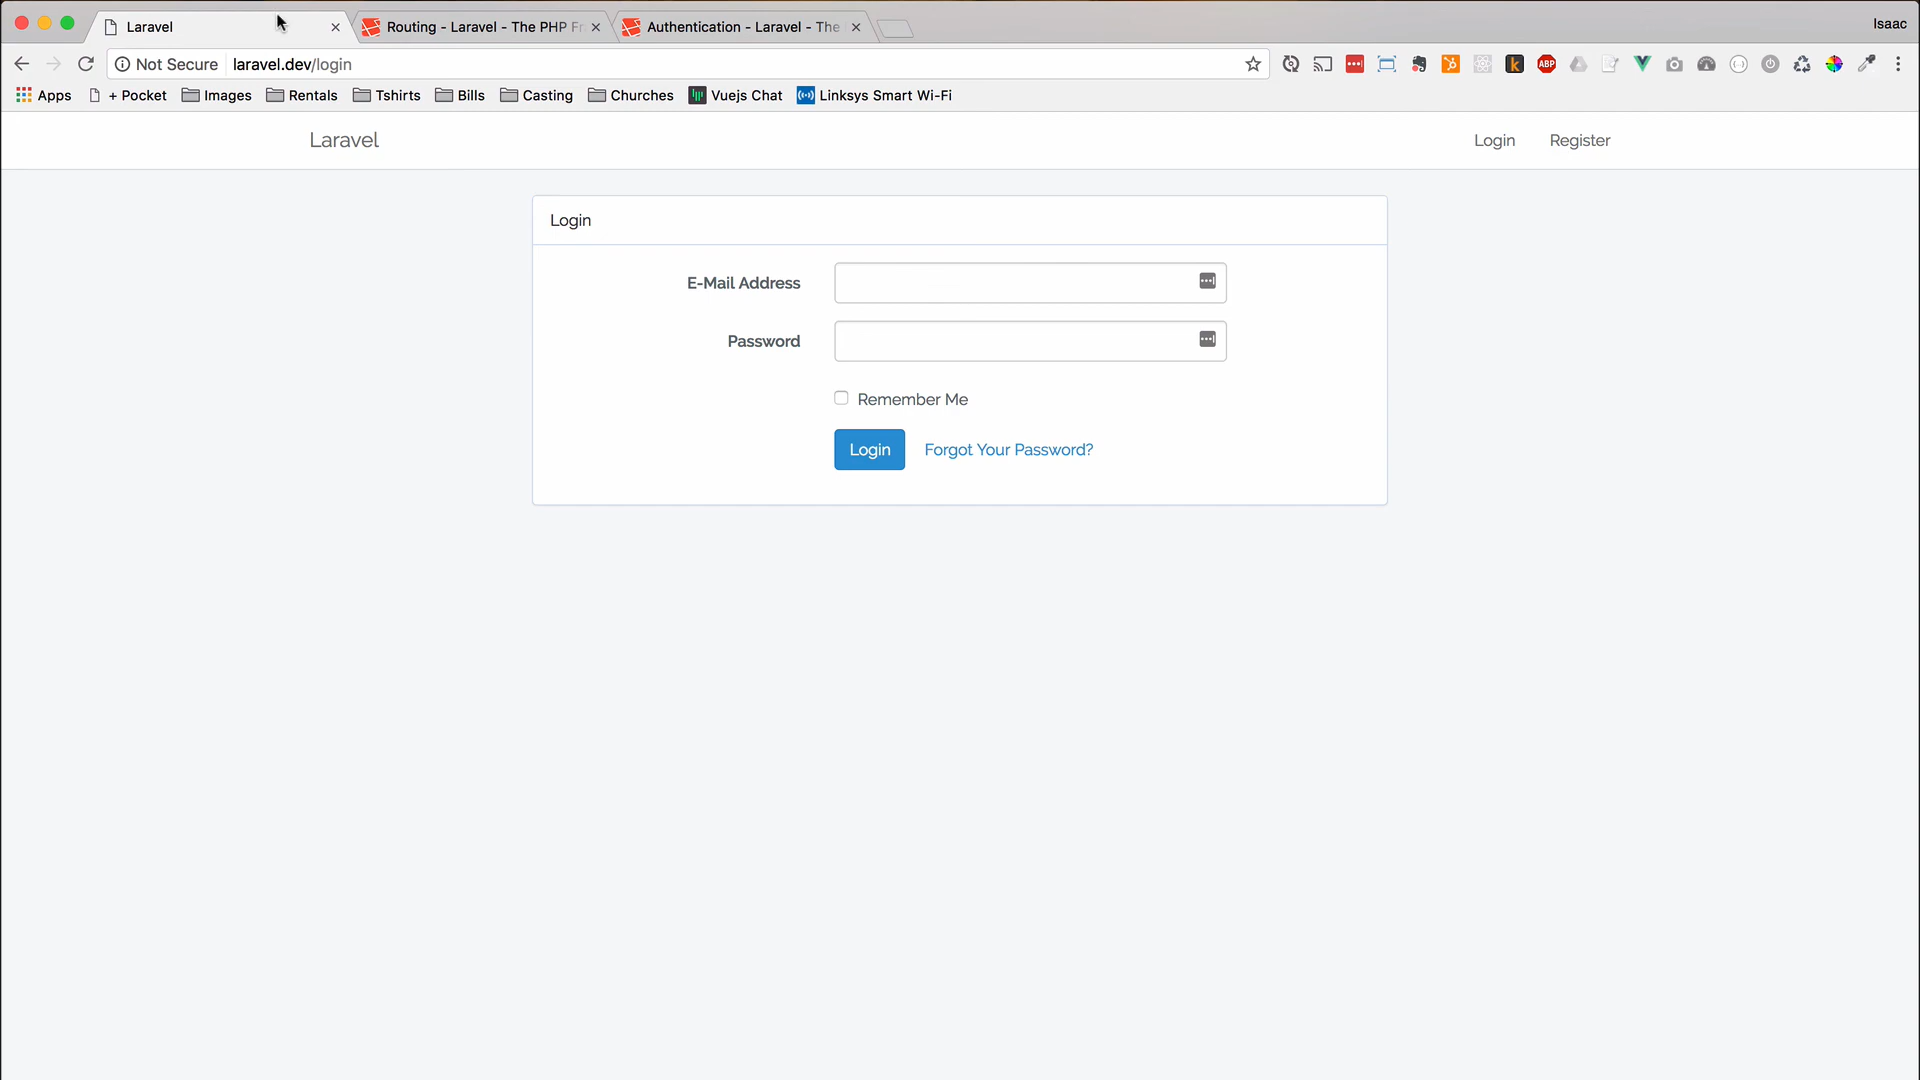 Laravel
Routing - Laravel - The PHP Fr
Authentication - Laravel - The
Isaac
Not Secure laravel.dev/login
Apps + Pocket Images Rentals Tshirts Bills Casting Churches Vuejs Chat Linksys Smart Wi-Fi
Laravel Login Register
Login
E-Mail Address
Password
Remember Me
Login Forgot Your Password?